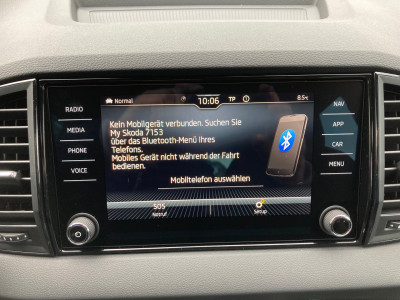 Normal
10:06
TP
8.5°C
RADIO
MEDIA
PHONE
VOICE
Kein Mobilgerät verbunden. Suchen Sie
My Skoda 7153
über das Bluetooth-Menü Ihres
Telefons.
Mobiles Gerät nicht während der Fahrt
bedienen.
Mobiltelefon auswählen
SOS
Notruf
Setup
NAV
APP
CAR
MENU